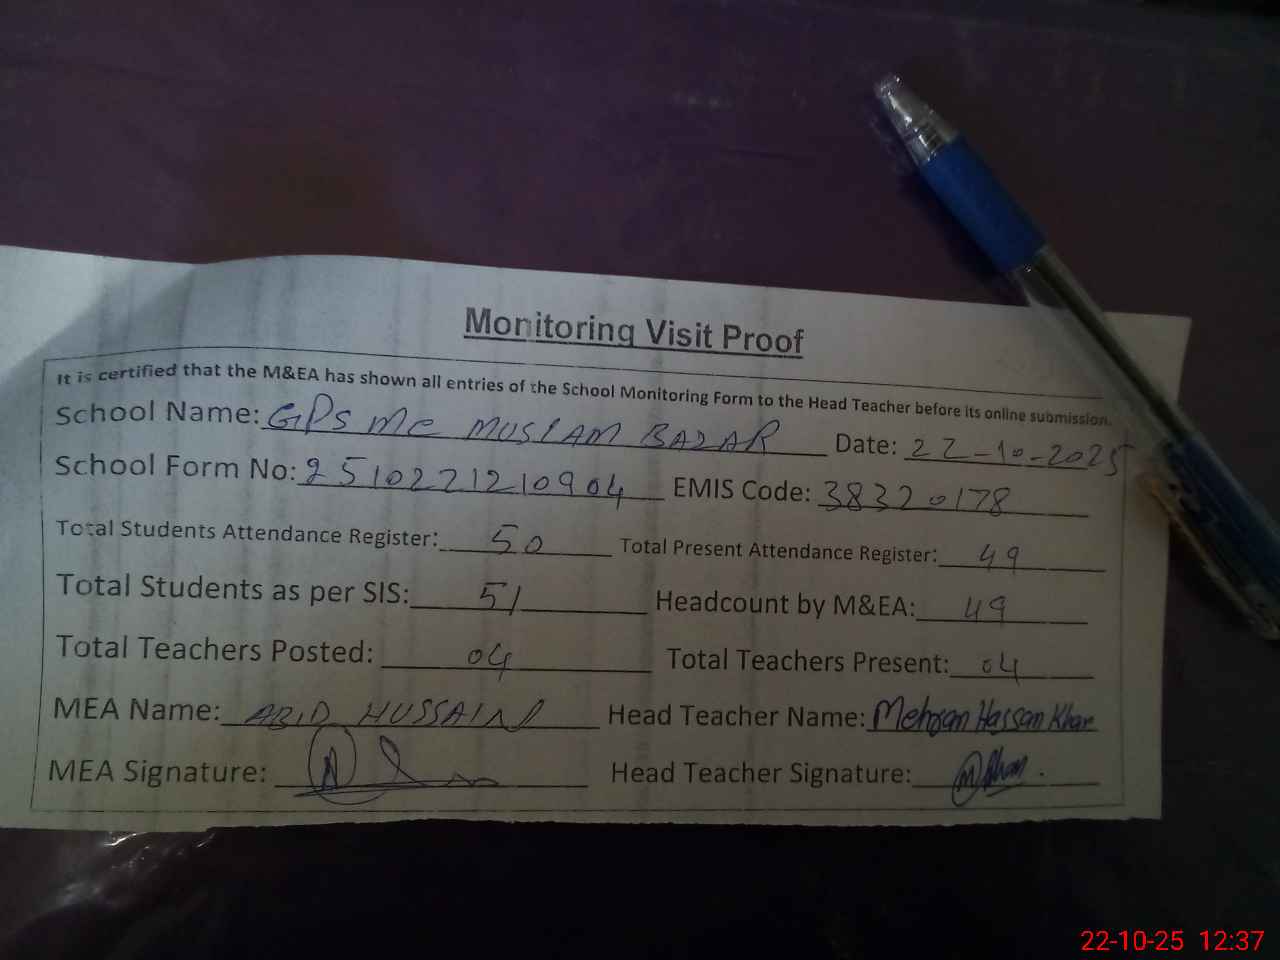 Monitoring Visit Proof
It is certified that the M&EA has shown all entries of the School Monitoring Form to the Head Teacher before its online submission.
School Name: GPS MC MUSLAM BAZAR Date: 22-10-2025
School Form No: 2510221210904 EMIS Code: 38320178
Total Students Attendance Register: 50 Total Present Attendance Register: 49
Total Students as per SIS: 51 Headcount by M&EA: 49
Total Teachers Posted: 04 Total Teachers Present: 04
MEA Name: ABID HUSSAIN Head Teacher Name: Hassan Khan
MEA Signature: Head Teacher Signature:
22-10-25 12:37